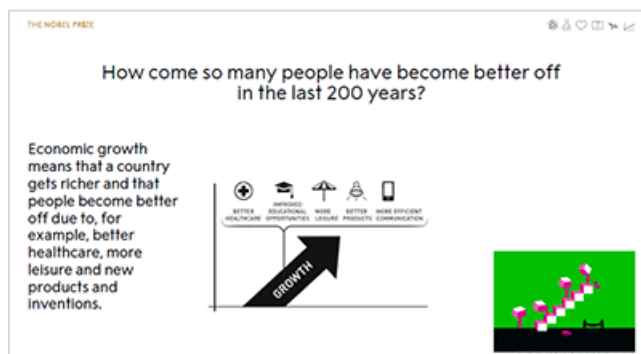 THE NOBEL PRIZE
How come so many people have become better off
in the last 200 years?
Economic growth
means that a country
gets richer and that
people become better
off due to, for
example, better
healthcare, more
leisure and new
products and
inventions.
BETTER
HEALTHCARE
IMPROVED
EDUCATIONAL
OPPORTUNITIES
MORE
LEISURE
BETTER
PRODUCTS
MORE EFFICIENT
COMMUNICATION
GROWTH